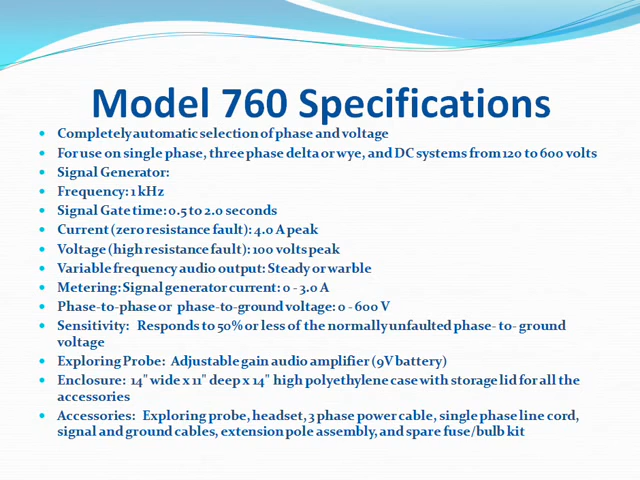 Model 760 Specifications
• Completely automatic selection of phase and voltage
• For use on single phase, three phase delta or wye, and DC systems from 120 to 600 volts
• Signal Generator:
• Frequency: 1 kHz
• Signal Gate time: 0.5 to 2.0 seconds
• Current (zero resistance fault): 4.0 A peak
• Voltage (high resistance fault): 100 volts peak
• Variable frequency audio output: Steady or warble
• Metering: Signal generator current: 0 - 3.0 A
• Phase-to-phase or phase-to-ground voltage: 0 - 600 V
• Sensitivity: Responds to 50% or less of the normally unfaulted phase- to- ground
voltage
• Exploring Probe: Adjustable gain audio amplifier (9V battery)
• Enclosure: 14" wide x 11" deep x 14" high polyethylene case with storage lid for all the
accessories
• Accessories: Exploring probe, headset, 3 phase power cable, single phase line cord,
signal and ground cables, extension pole assembly, and spare fuse/bulb kit